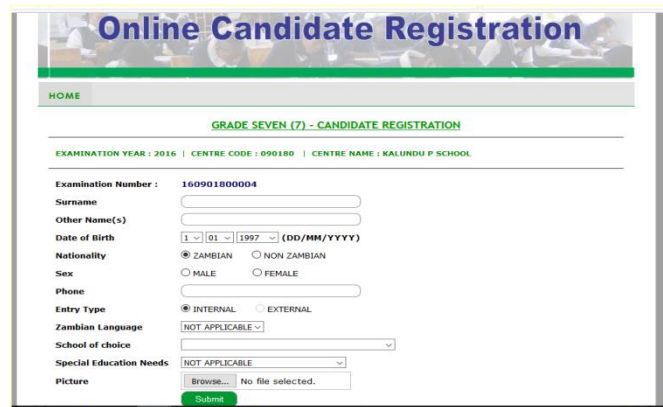 Online Candidate Registration
HOME
GRADE SEVEN (7) - CANDIDATE REGISTRATION
EXAMINATION YEAR : 2016 | CENTRE CODE : 090180 | CENTRE NAME : KALUNDU P SCHOOL
Examination Number : 160901800004
Surname
Other Name(s)
Date of Birth 1 01 1997 (DD/MM/YYYY)
Nationality ZAMBIAN NON ZAMBIAN
Sex MALE FEMALE
Phone
Entry Type INTERNAL EXTERNAL
Zambian Language NOT APPLICABLE
School of choice
Special Education Needs NOT APPLICABLE
Picture Browse... No file selected.
Submit